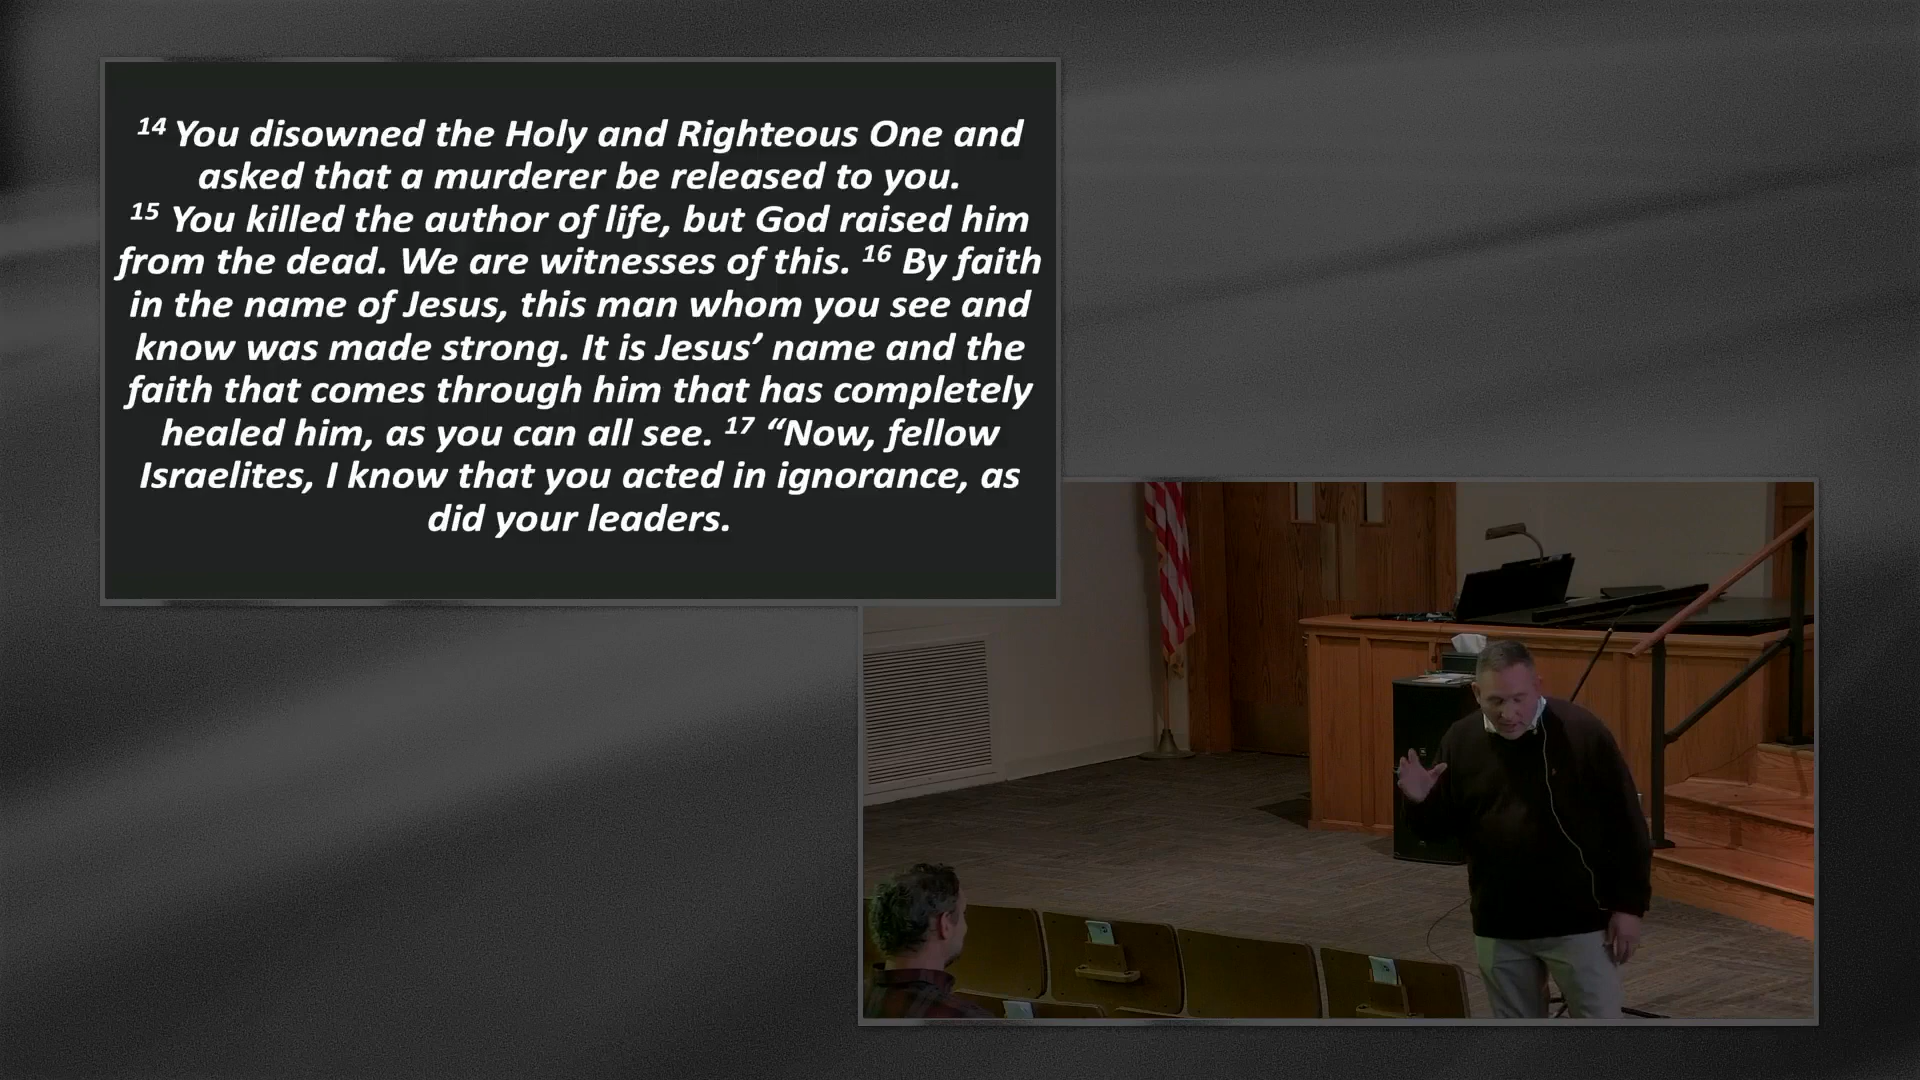 14 You disowned the Holy and Righteous One and
asked that a murderer be released to you.
15 You killed the author of life, but God raised him
from the dead. We are witnesses of this. 16 By faith
in the name of Jesus, this man whom you see and
know was made strong. It is Jesus’ name and the
faith that comes through him that has completely
healed him, as you can all see. 17 “Now, fellow
Israelites, I know that you acted in ignorance, as
did your leaders.